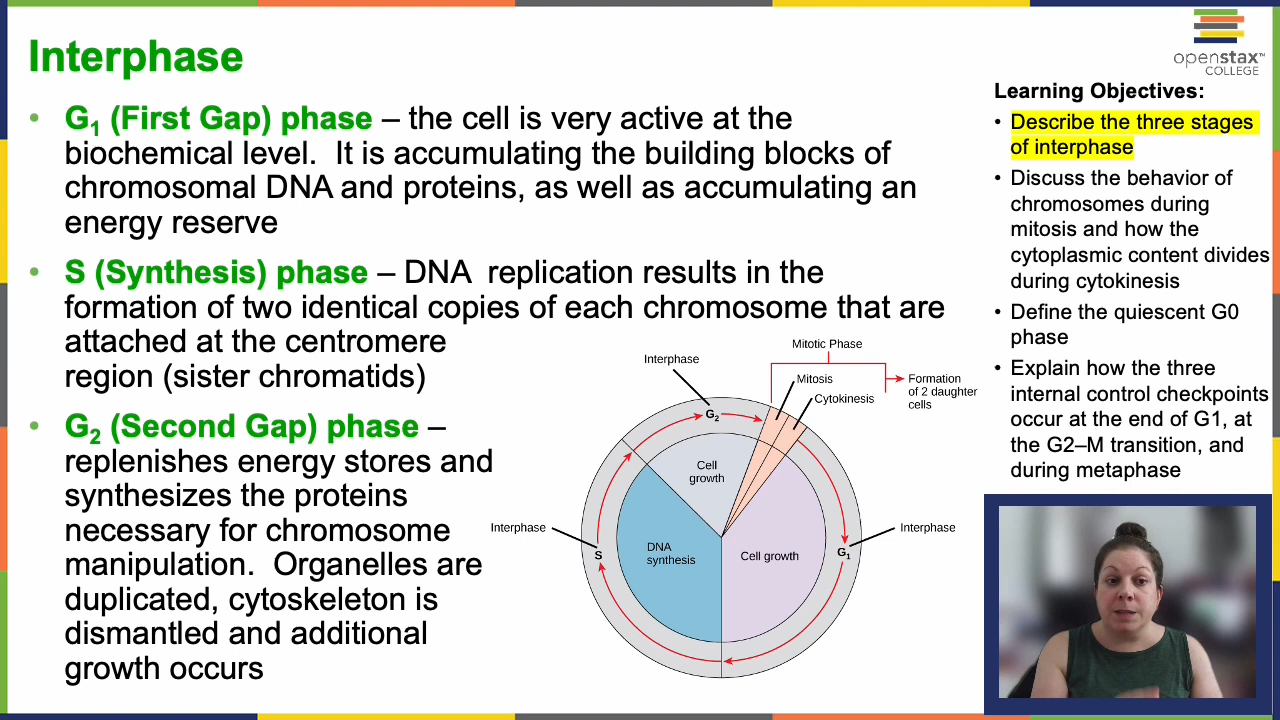 Interphase
• G1 (First Gap) phase – the cell is very active at the
biochemical level.  It is accumulating the building blocks of
chromosomal DNA and proteins, as well as accumulating an
energy reserve
• S (Synthesis) phase – DNA  replication results in the
formation of two identical copies of each chromosome that are
attached at the centromere
region (sister chromatids)
• G2 (Second Gap) phase –
replenishes energy stores and
synthesizes the proteins
necessary for chromosome
manipulation.  Organelles are
duplicated, cytoskeleton is
dismantled and additional
growth occurs
Mitotic Phase
Interphase
Mitosis
Cytokinesis
Formation
of 2 daughter
cells
G2
Cell
growth
Interphase
S
DNA
synthesis
Cell growth
G1
Interphase
openstax™
COLLEGE
Learning Objectives:
• Describe the three stages
of interphase
• Discuss the behavior of
chromosomes during
mitosis and how the
cytoplasmic content divides
during cytokinesis
• Define the quiescent G0
phase
• Explain how the three
internal control checkpoints
occur at the end of G1, at
the G2–M transition, and
during metaphase